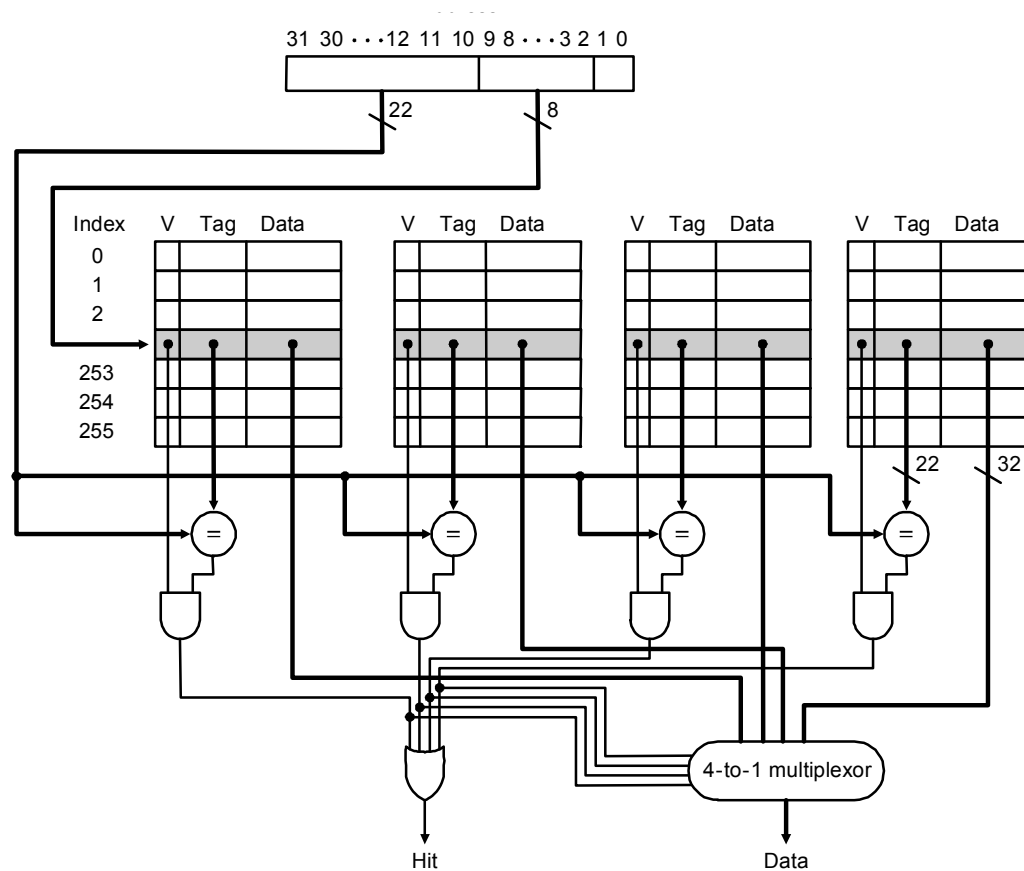 31 30 ···12 11 10 9 8 ···3 2 1 0
22
8
Index
V Tag Data
V Tag Data
V Tag Data
V Tag Data
0
1
2
253
254
255
22
32
=
=
=
=
4-to-1 multiplexor
Hit
Data